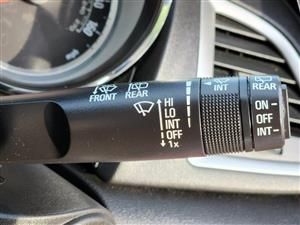 FRONT REAR
HI
LO
INT
OFF
1x
INT
REAR
ON
OFF
INT